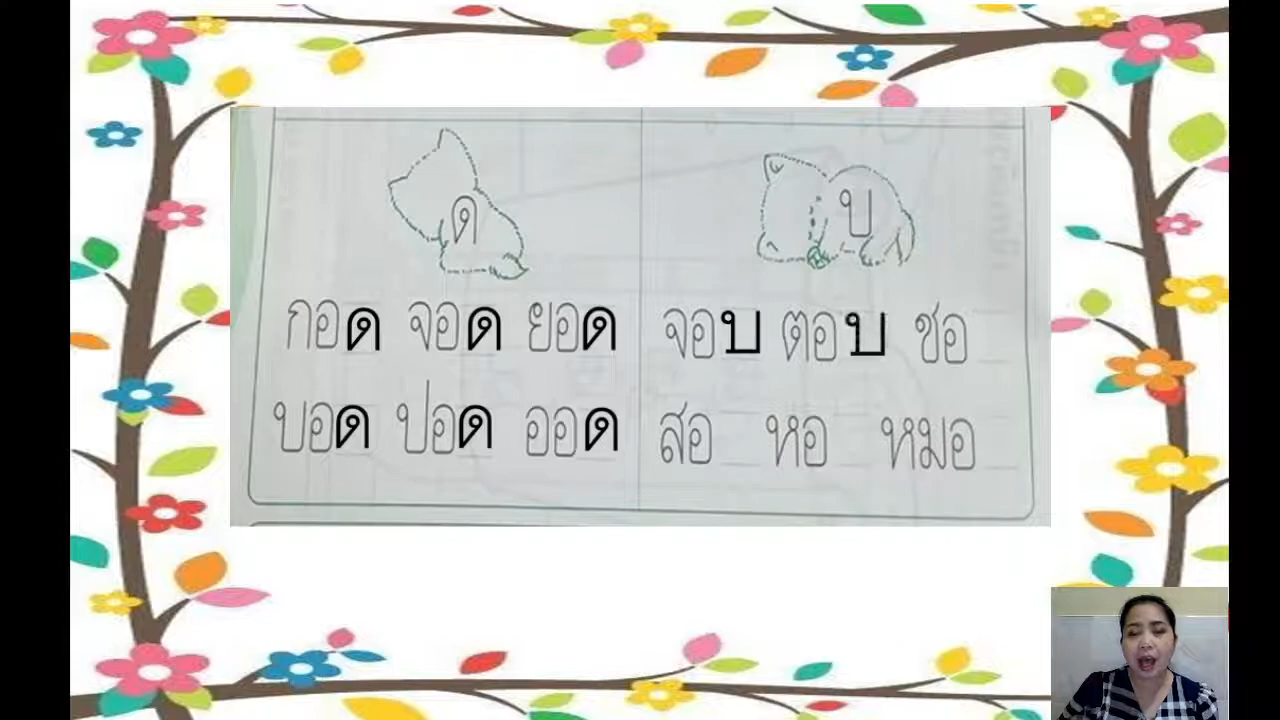 ด
บ
กอด จอด ยอด จอบ ตอบ ชอ
บอด ปอด ออด สอ หอ หมอ